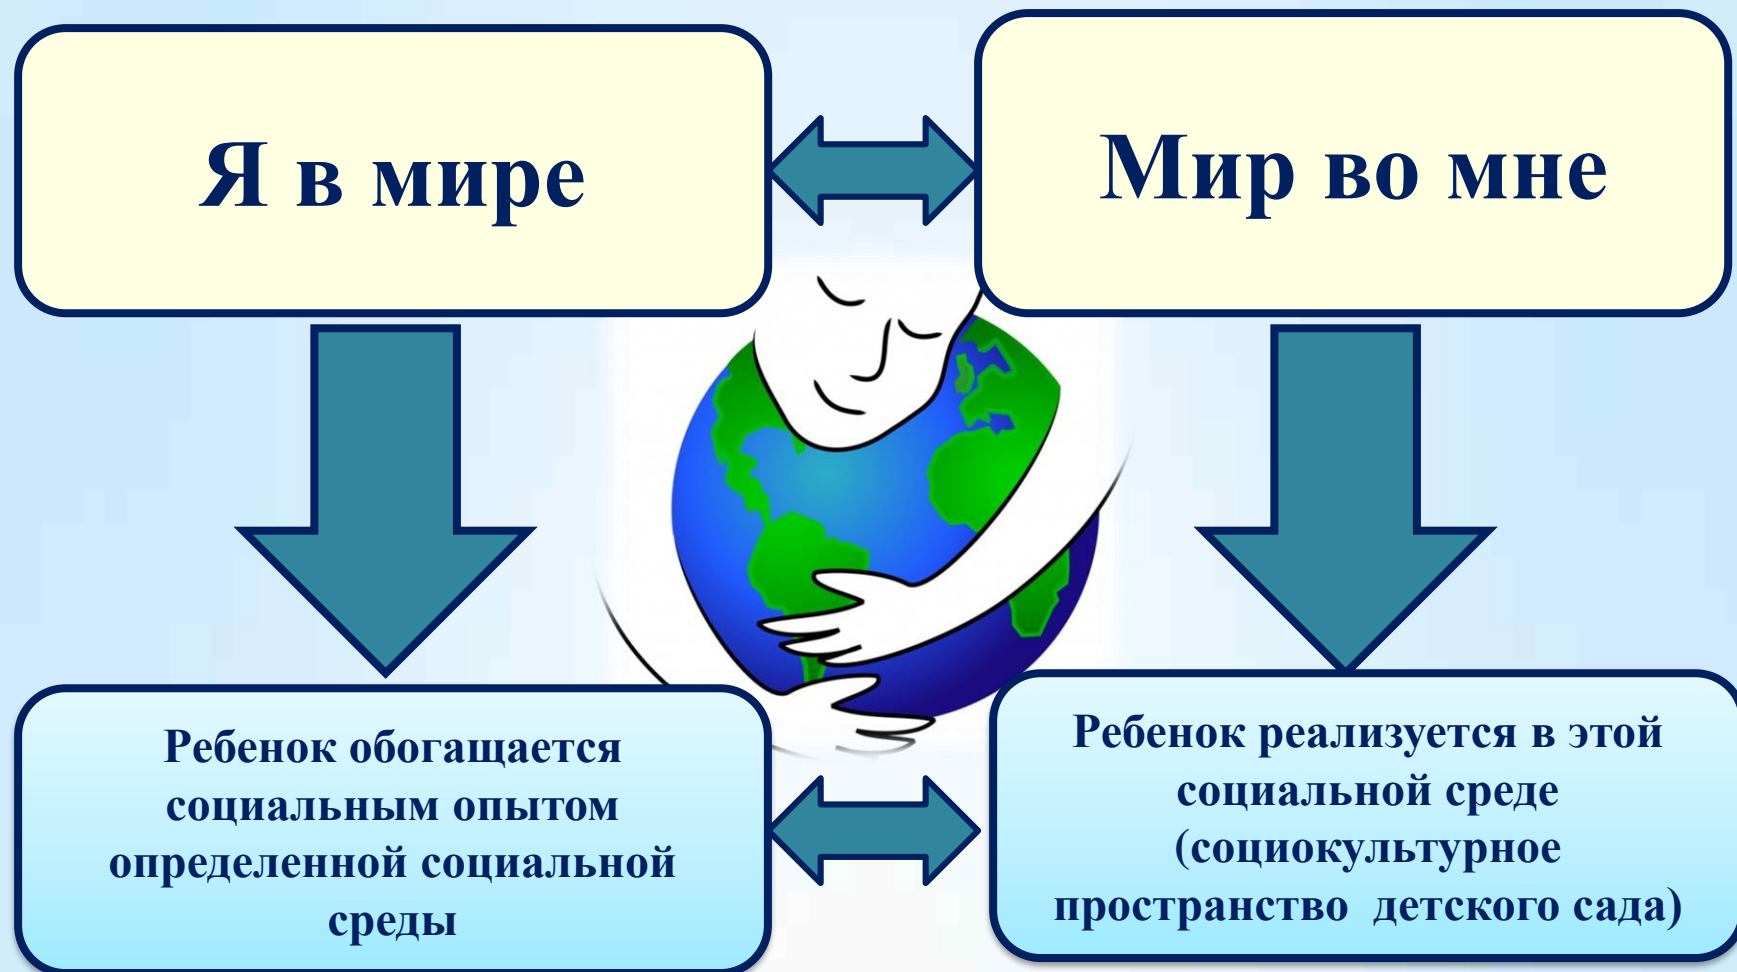 Я в мире
Мир во мне
Ребенок обогащается
социальным опытом
определенной социальной
среды
Ребенок реализуется в этой
социальной среде
(социокультурное
пространство  детского сада)